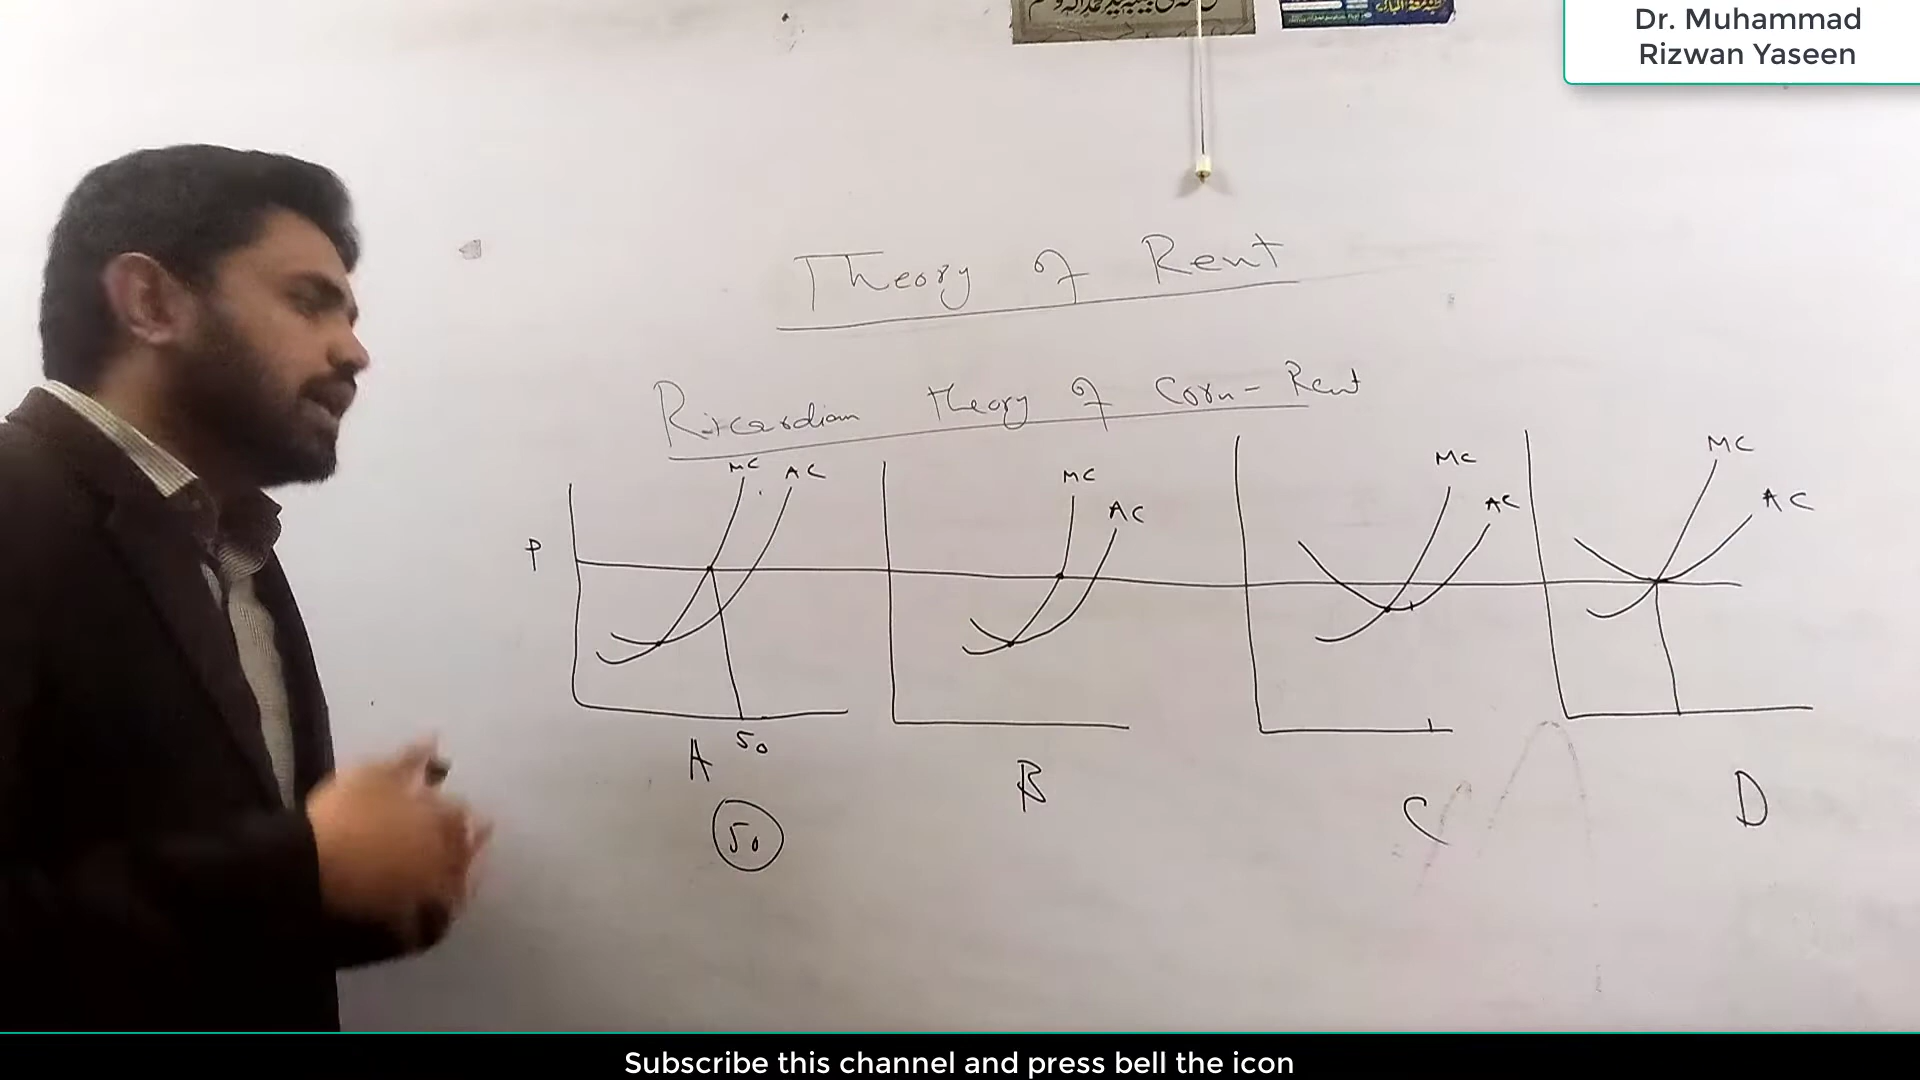 Dr. Muhammad
Rizwan Yaseen
Theory of Rent
Ricardian theory of Corn-Rent
MC AC
MC
AC
MC
AC
MC
AC
P
50
A
B
C
D
50
Subscribe this channel and press bell the icon